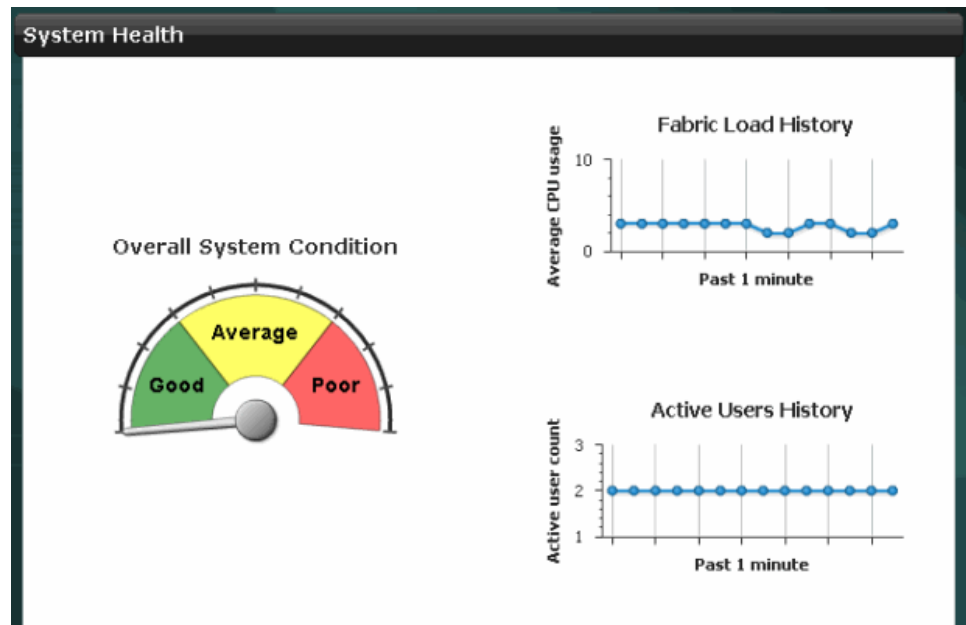 System Health
Overall System Condition
Good
Average
Poor
Fabric Load History
Average CPU usage
10
0
Past 1 minute
Active Users History
Active user count
3
2
1
Past 1 minute